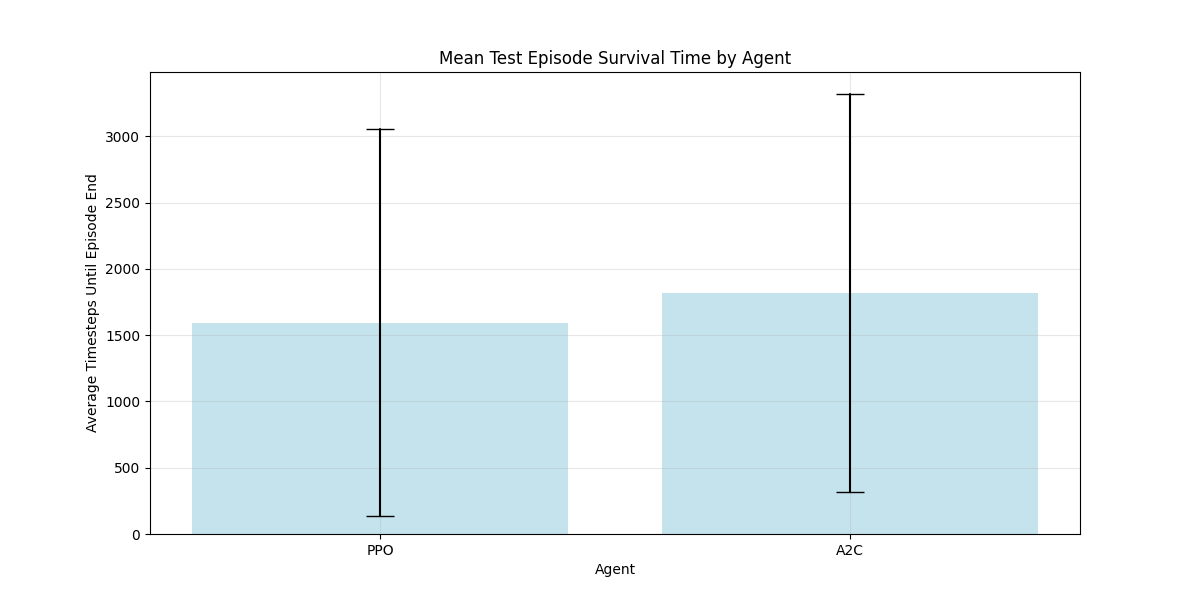 Mean Test Episode Survival Time by Agent
Average Timesteps Until Episode End
3000
2500
2000
1500
1000
500
0
PPO
A2C
Agent